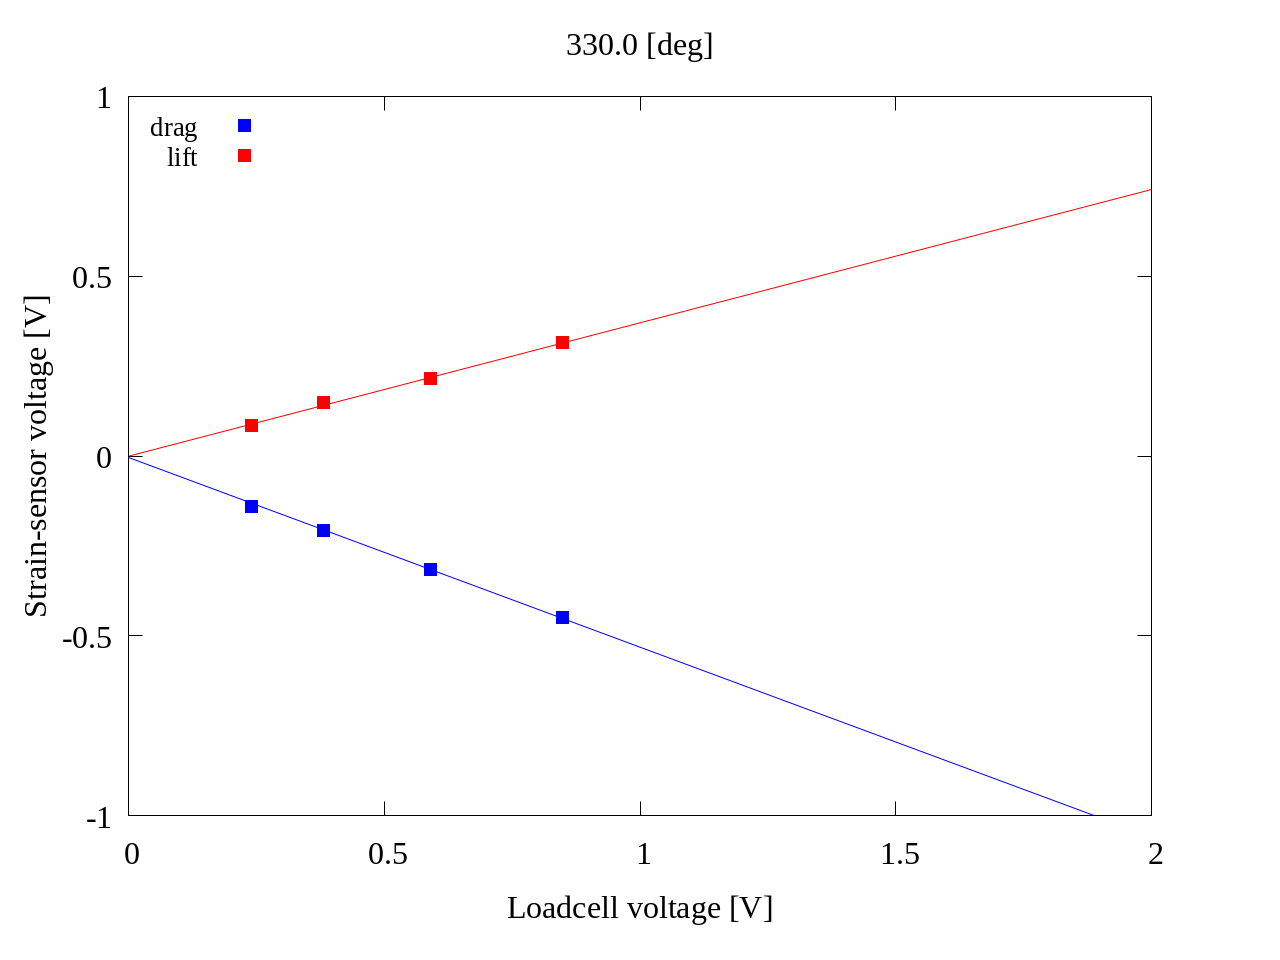 330.0 [deg]
drag
lift
1
0.5
0
-0.5
-1
Strain-sensor voltage [V]
0 0.5 1 1.5 2
Loadcell voltage [V]